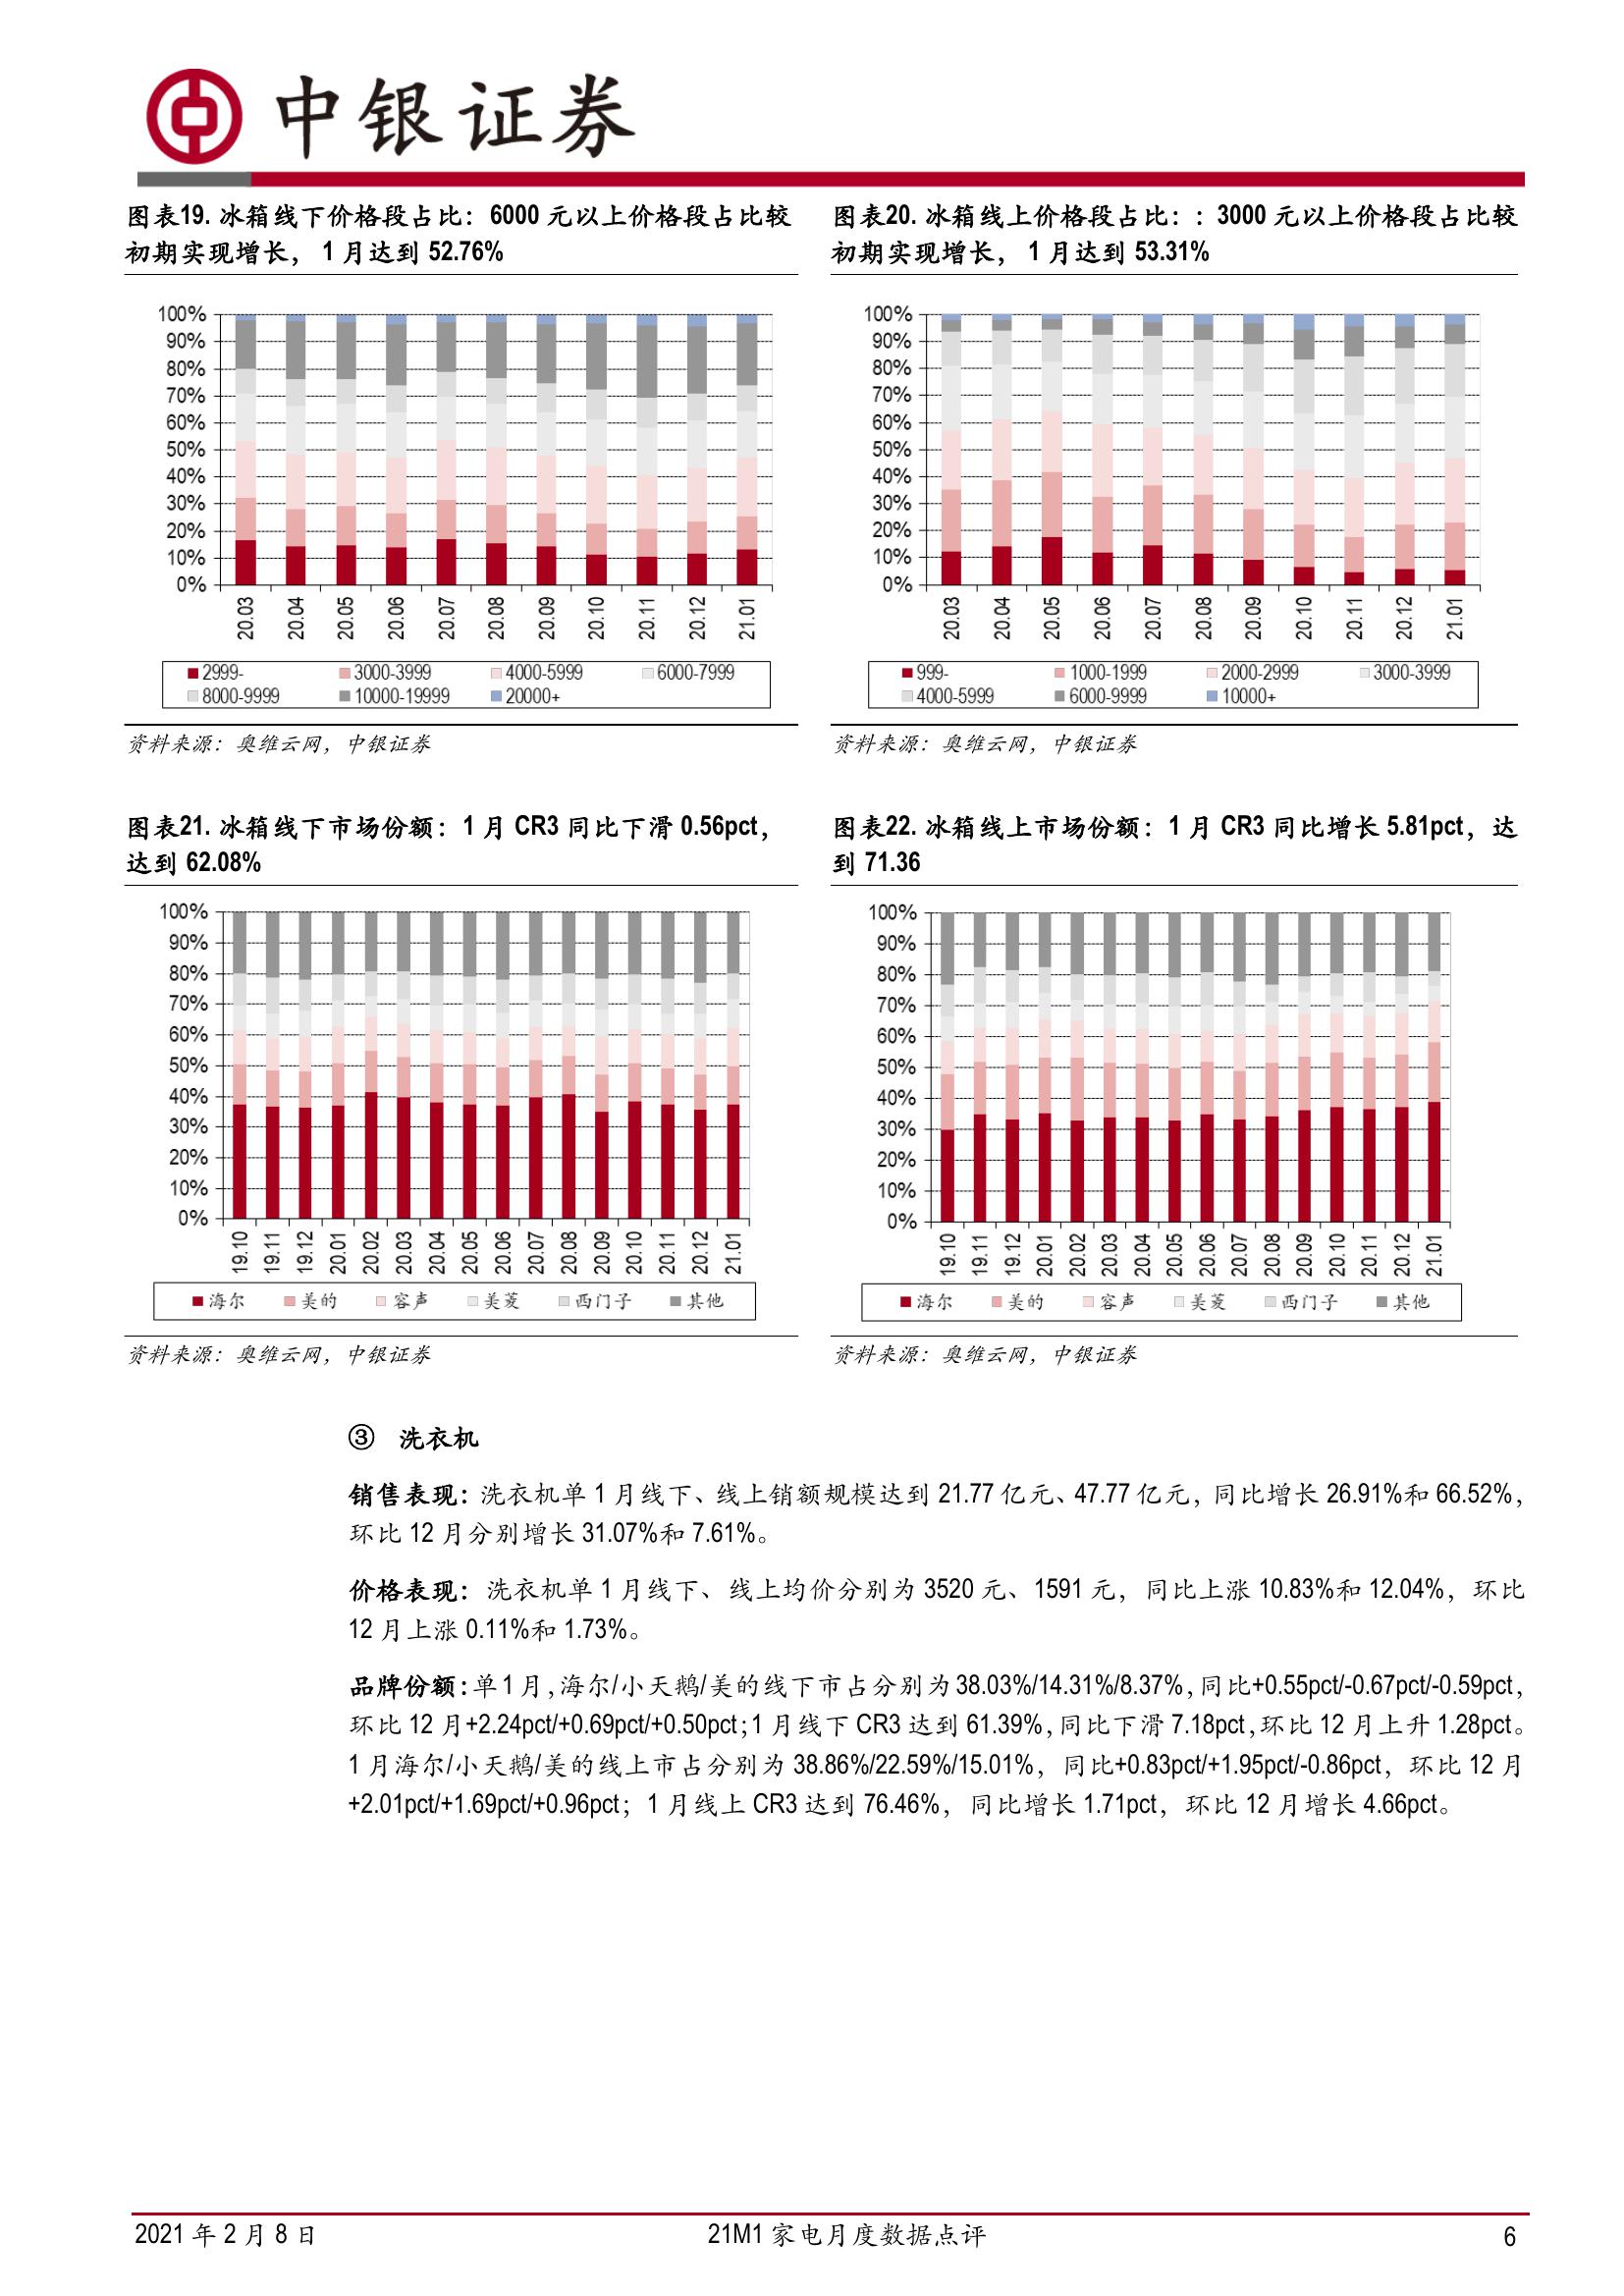 中银证券
图表19. 冰箱线下价格段占比：6000 元以上价格段占比较
初期实现增长， 1 月达到 52.76%
100%
90%
80%
70%
60%
50%
40%
30%
20%
10%
0%
20.03 20.04 20.05 20.06 20.07 20.08 20.09 20.10 20.11 20.12 21.01
2999- 3000-3999 4000-5999 6000-7999
8000-9999 10000-19999 20000+
资料来源：奥维云网，中银证券
图表20. 冰箱线上价格段占比：：3000 元以上价格段占比较
初期实现增长， 1 月达到 53.31%
100%
90%
80%
70%
60%
50%
40%
30%
20%
10%
0%
20.03 20.04 20.05 20.06 20.07 20.08 20.09 20.10 20.11 20.12 21.01
999- 1000-1999 2000-2999 3000-3999
4000-5999 6000-9999 10000+
资料来源：奥维云网，中银证券
图表21. 冰箱线下市场份额：1 月 CR3 同比下滑 0.56pct，
达到 62.08%
100%
90%
80%
70%
60%
50%
40%
30%
20%
10%
0%
19.10 19.11 19.12 20.01 20.02 20.03 20.04 20.05 20.06 20.07 20.08 20.09 20.10 20.11 20.12 21.01
海尔 美的 容声 美菱 西门子 其他
资料来源：奥维云网，中银证券
图表22. 冰箱线上市场份额：1 月 CR3 同比增长 5.81pct，达
到 71.36
100%
90%
80%
70%
60%
50%
40%
30%
20%
10%
0%
19.10 19.11 19.12 20.01 20.02 20.03 20.04 20.05 20.06 20.07 20.08 20.09 20.10 20.11 20.12 21.01
海尔 美的 容声 美菱 西门子 其他
资料来源：奥维云网，中银证券
③ 洗衣机
销售表现：洗衣机单 1 月线下、线上销额规模达到 21.77 亿元、47.77 亿元，同比增长 26.91%和 66.52%，
环比 12 月分别增长 31.07%和 7.61%。
价格表现：洗衣机单 1 月线下、线上均价分别为 3520 元、1591 元，同比上涨 10.83%和 12.04%，环比
12 月上涨 0.11%和 1.73%。
品牌份额：单 1 月，海尔/小天鹅/美的线下市占分别为 38.03%/14.31%/8.37%，同比+0.55pct/-0.67pct/-0.59pct，
环比 12 月+2.24pct/+0.69pct/+0.50pct；1 月线下 CR3 达到 61.39%，同比下滑 7.18pct，环比 12 月上升 1.28pct。
1 月海尔/小天鹅/美的线上市占分别为 38.86%/22.59%/15.01%，同比+0.83pct/+1.95pct/-0.86pct，环比 12 月
+2.01pct/+1.69pct/+0.96pct；1 月线上 CR3 达到 76.46%，同比增长 1.71pct，环比 12 月增长 4.66pct。
2021 年 2 月 8 日
21M1 家电月度数据点评
6